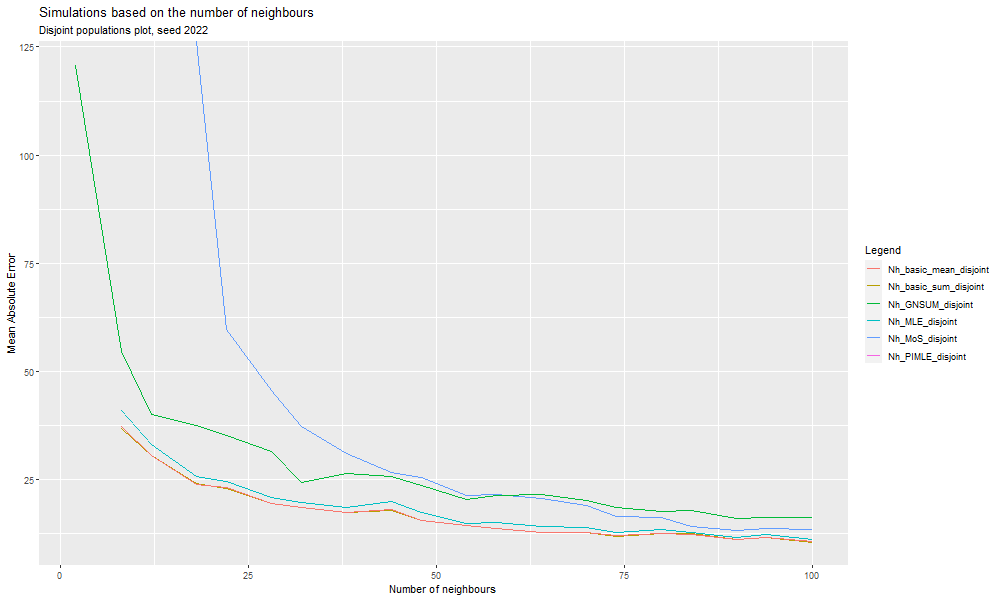 Simulations based on the number of neighbours
Disjoint populations plot, seed 2022
125
100
75
50
25
Mean Absolute Error
0
25
50
75
100
Number of neighbours
Legend
Nh_basic_mean_disjoint
Nh_basic_sum_disjoint
Nh_GNSUM_disjoint
Nh_MLE_disjoint
Nh_MoS_disjoint
Nh_PIMLE_disjoint